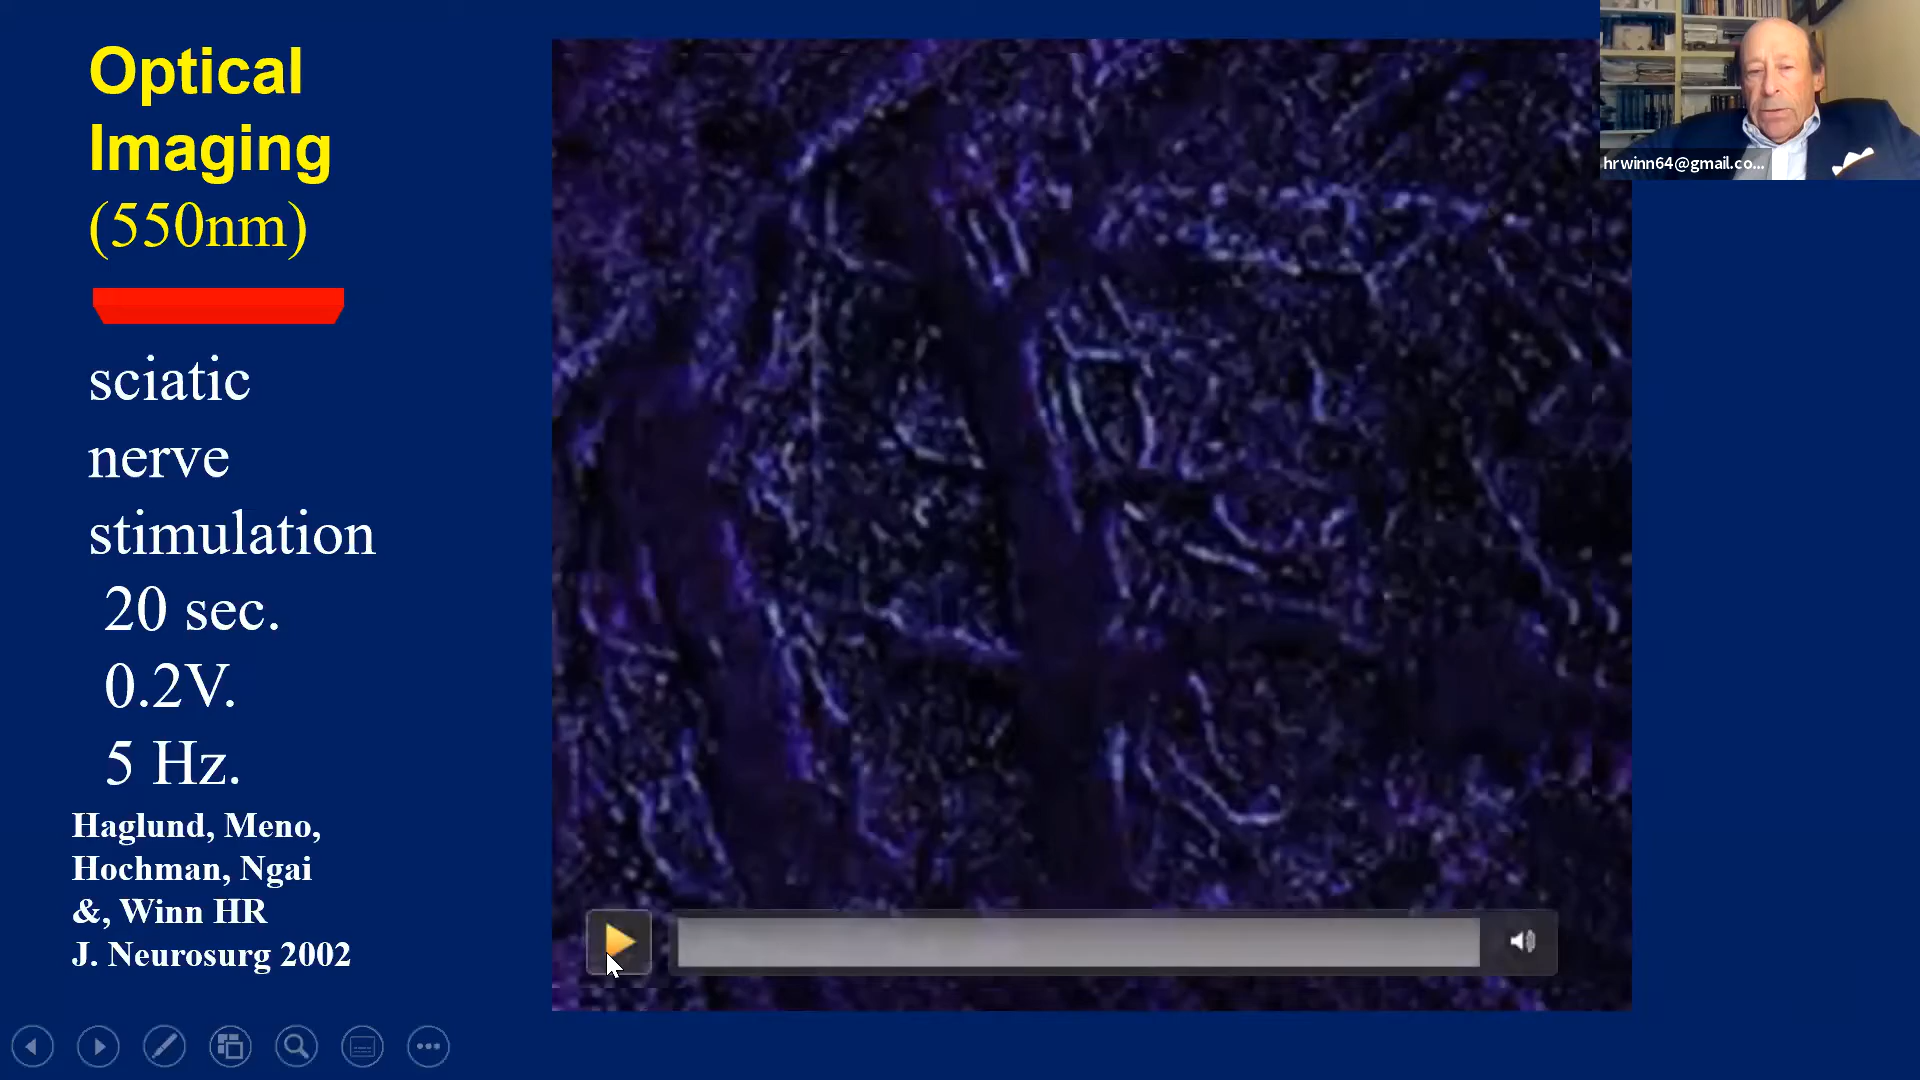 Optical
Imaging
(550nm)
sciatic
nerve
stimulation
20 sec.
0.2V.
5 Hz.
Haglund, Meno,
Hochman, Ngai
&, Winn HR
J. Neurosurg 2002
hrwinn64@gmail.co...